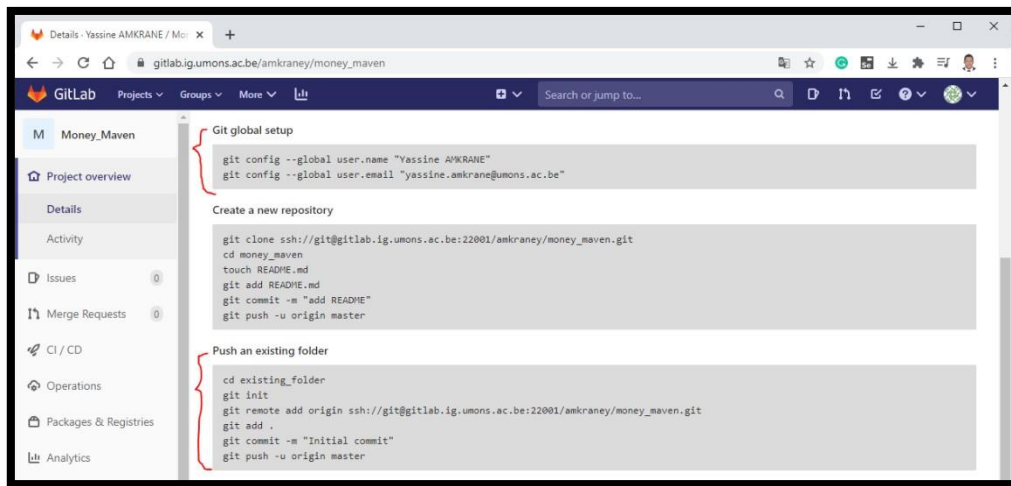 Details · Yassine AMKRANE / Mo
gitlab.ig.umons.ac.be/amkraney/money_maven
GitLab Projects Groups More Search or jump to...
M Money_Maven
Project overview
Details
Activity
Issues 0
Merge Requests 0
CI / CD
Operations
Packages & Registries
Analytics
Git global setup
git config --global user.name "Yassine AMKRANE"
git config --global user.email "yassine.amkrane@umons.ac.be"
Create a new repository
git clone ssh://git@gitlab.ig.umons.ac.be:22001/amkraney/money_maven.git
cd money_maven
touch README.md
git add README.md
git commit -m "add README"
git push -u origin master
Push an existing folder
cd existing_folder
git init
git remote add origin ssh://git@gitlab.ig.umons.ac.be:22001/amkraney/money_maven.git
git add .
git commit -m "Initial commit"
git push -u origin master